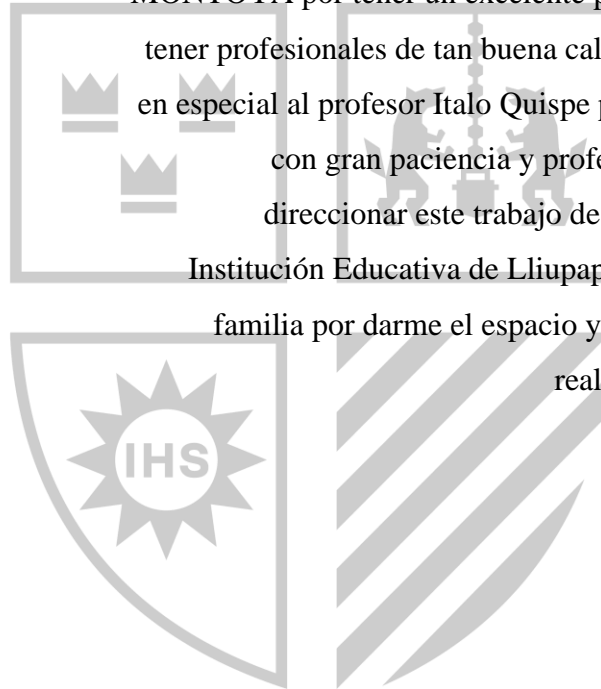 MONTOYA por tener un excelente p
tener profesionales de tan buena cal
en especial al profesor Italo Quispe p
con gran paciencia y profe
direccionar este trabajo de
Institución Educativa de Lliupap
familia por darme el espacio y
real
IHS